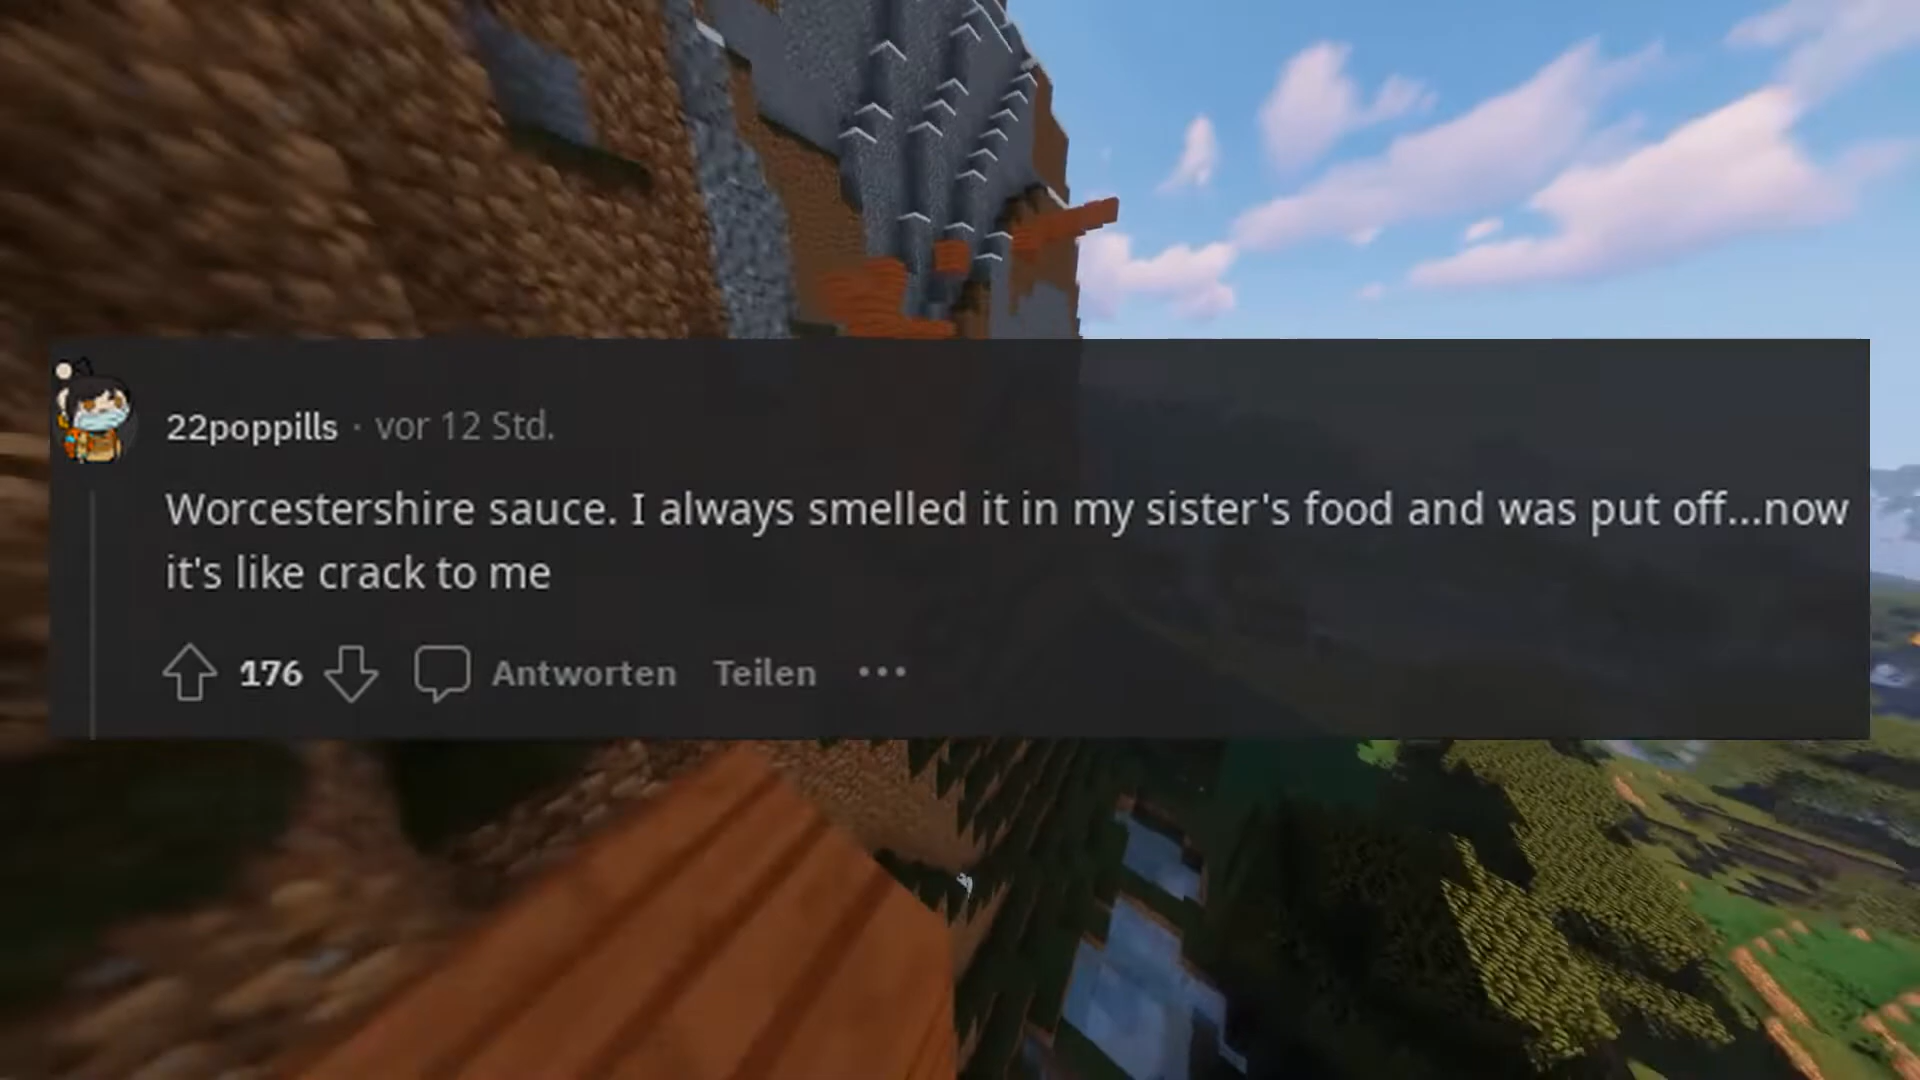 22poppills · vor 12 Std.
Worcestershire sauce. I always smelled it in my sister's food and was put off...now
it's like crack to me
176 Antworten Teilen ···